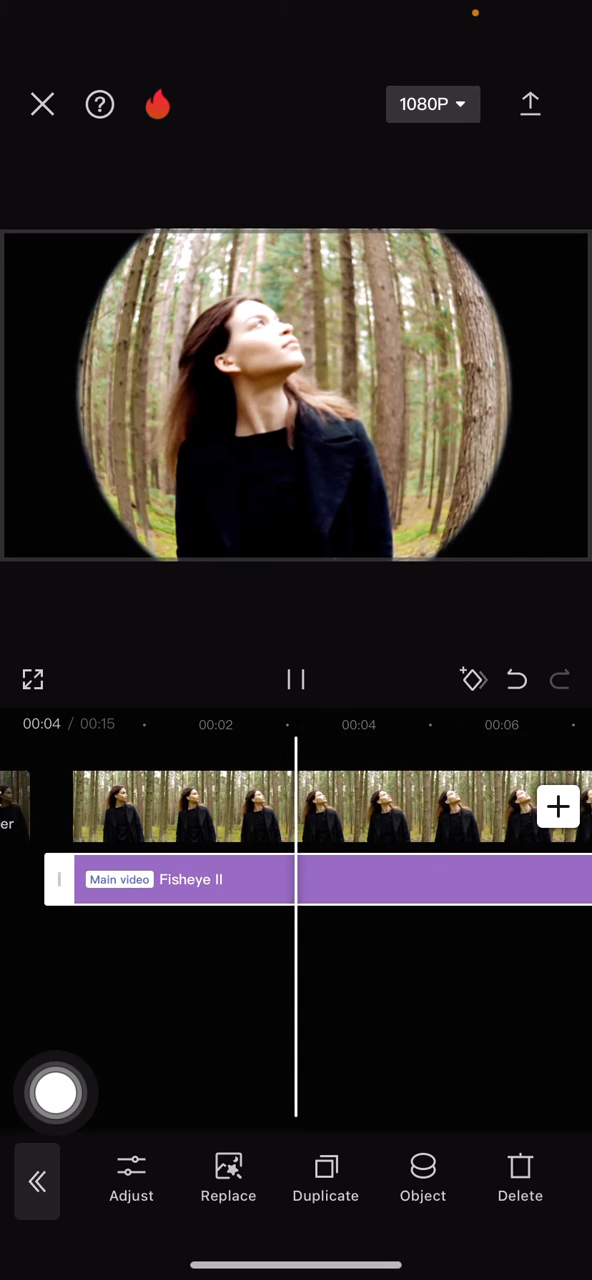 ?
1080P
00:04 / 00:15
00:02
00:04
00:06
er
Main video Fisheye II
Adjust
Replace
Duplicate
Object
Delete